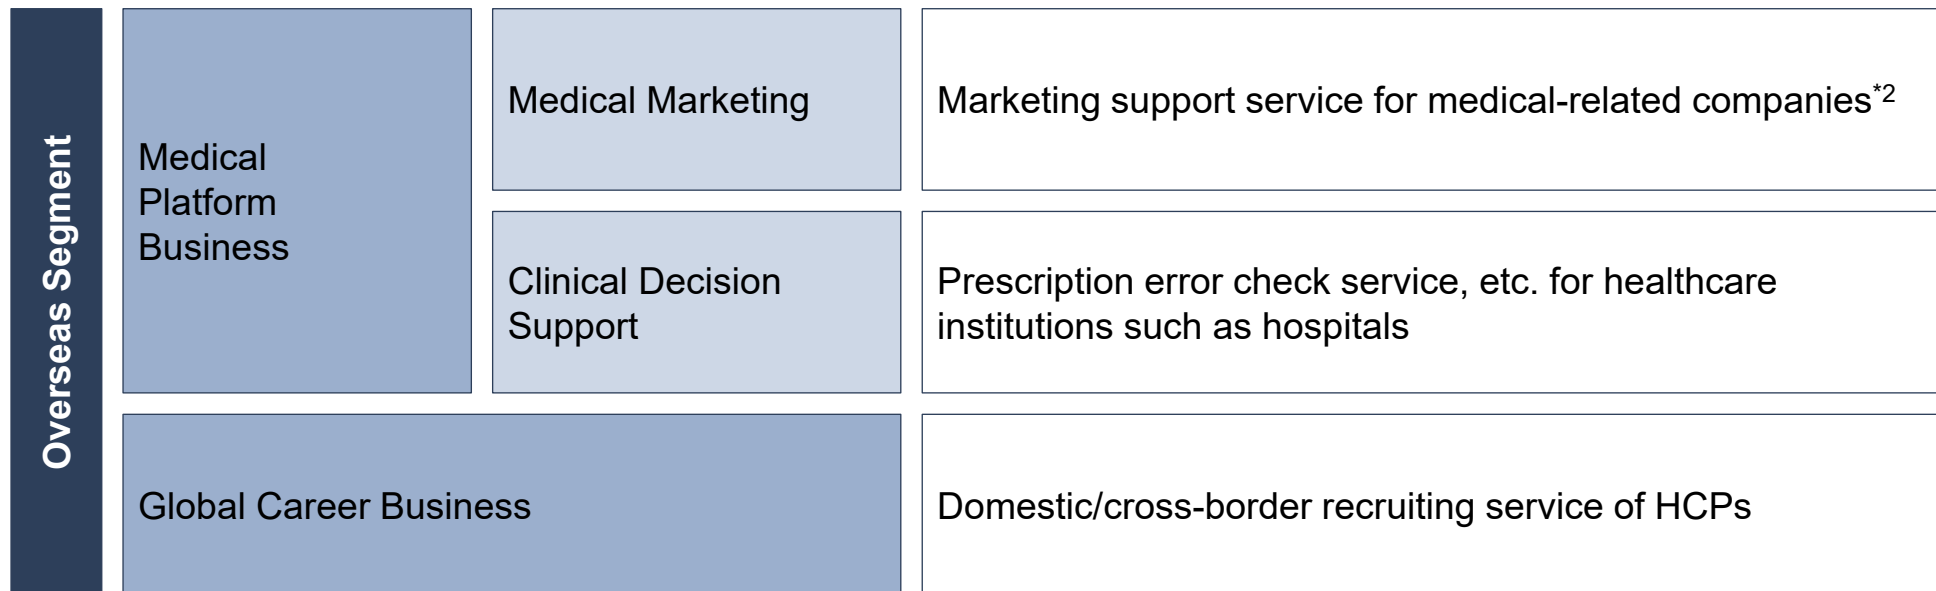 Overseas Segment
Medical
Platform
Business
Medical Marketing
Marketing support service for medical-related companies*2
Clinical Decision
Support
Prescription error check service, etc. for healthcare
institutions such as hospitals
Global Career Business
Domestic/cross-border recruiting service of HCPs